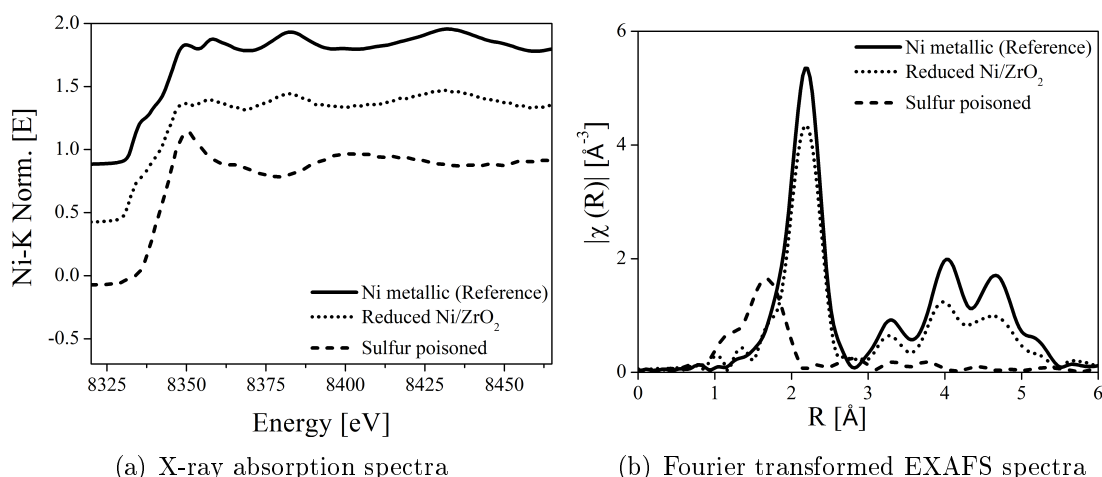 2.0
1.5
1.0
0.5
0.0
-0.5
Ni-K Norm. [E]
Ni metallic (Reference)
Reduced Ni/ZrO₂
Sulfur poisoned
8325 8350 8375 8400 8425 8450
Energy [eV]
(a) X-ray absorption spectra
6
4
2
0
|χ (R)| [Å⁻³]
Ni metallic (Reference)
Reduced Ni/ZrO₂
Sulfur poisoned
0 1 2 3 4 5 6
R [Å]
(b) Fourier transformed EXAFS spectra